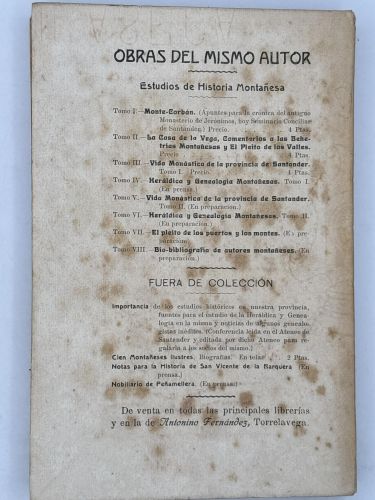 OBRAS DEL MISMO AUTOR
Estudios de Historia Montañesa
Tomo I.—Monte-Corbán. (Apuntes para la crónica del antiguo
Monasterio de Jerónimos, hoy Seminario Conciliar
de Santander.) Precio. 4 Ptas.
Tomo II.—La Casa de la Vega, Comentarios a las Behe-
trías Montañesas y El Pleito de los Valles.
Precio 4 Ptas.
Tomo III.—Vida Monástica de la provincia de Santander.
Tomo I. Precio. 4 Ptas.
Tomo IV.—Heráldica y Genealogía Montañesas. Tomo I.
(En prensa.)
Tomo V.—Vida Monástica de la provincia de Santander.
Tomo II. (En preparación.)
Tomo VI.—Heráldica y Genealogía Montañesas. Tomo II.
(En preparación.)
Tomo VII.—El pleito de los puertos y los montes. (En pre-
paración.)
Tomo VIII.—Bio-bibliografía de autores montañeses. (En
preparación.)
FUERA DE COLECCIÓN
Importancia de los estudios históricos en nuestra provincia,
fuentes para el estudio de la Heráldica y Genea-
logía en la misma y noticias de algunos genealo-
gistas inéditos. (Conferencia leída en el Ateneo de
Santander y editada por dicho Ateneo para re-
galarla a los socios del mismo.)
Cien Montañeses ilustres. Biografías. En telar. 2 Ptas.
Notas para la Historia de San Vicente de la Barquera (En
prensa.)
Nobiliario de Peñamellera. (En prensa)
De venta en todas las principales librerías
y en la de Antonino Fernández, Torrelavega.